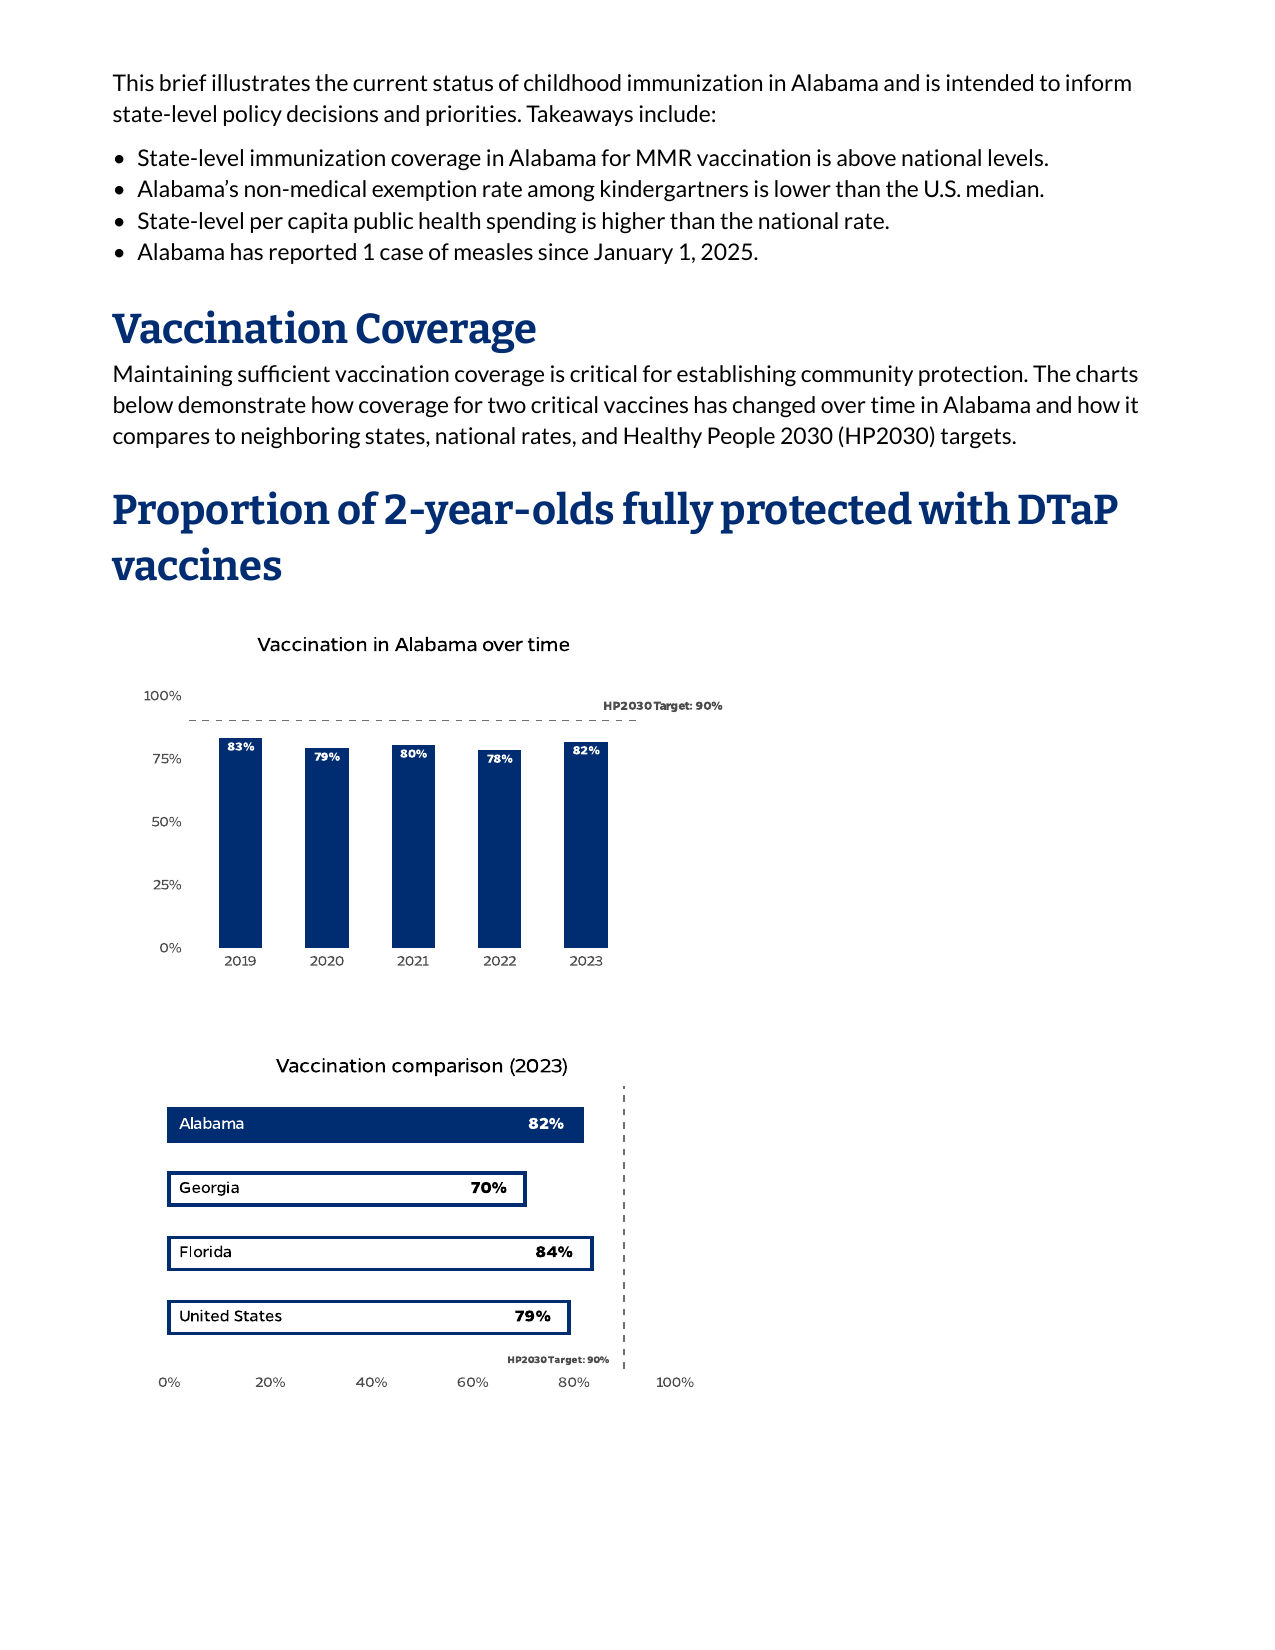 This brief illustrates the current status of childhood immunization in Alabama and is intended to inform
state-level policy decisions and priorities. Takeaways include:
• State-level immunization coverage in Alabama for MMR vaccination is above national levels.
• Alabama’s non-medical exemption rate among kindergartners is lower than the U.S. median.
• State-level per capita public health spending is higher than the national rate.
• Alabama has reported 1 case of measles since January 1, 2025.
Vaccination Coverage
Maintaining sufficient vaccination coverage is critical for establishing community protection. The charts
below demonstrate how coverage for two critical vaccines has changed over time in Alabama and how it
compares to neighboring states, national rates, and Healthy People 2030 (HP2030) targets.
Proportion of 2-year-olds fully protected with DTaP
vaccines
Vaccination in Alabama over time
100%
HP2030 Target: 90%
83% 79% 80% 78% 82%
75%
50%
25%
0%
2019 2020 2021 2022 2023
Vaccination comparison (2023)
Alabama 82%
Georgia 70%
Florida 84%
United States 79%
HP2030 Target: 90%
0% 20% 40% 60% 80% 100%